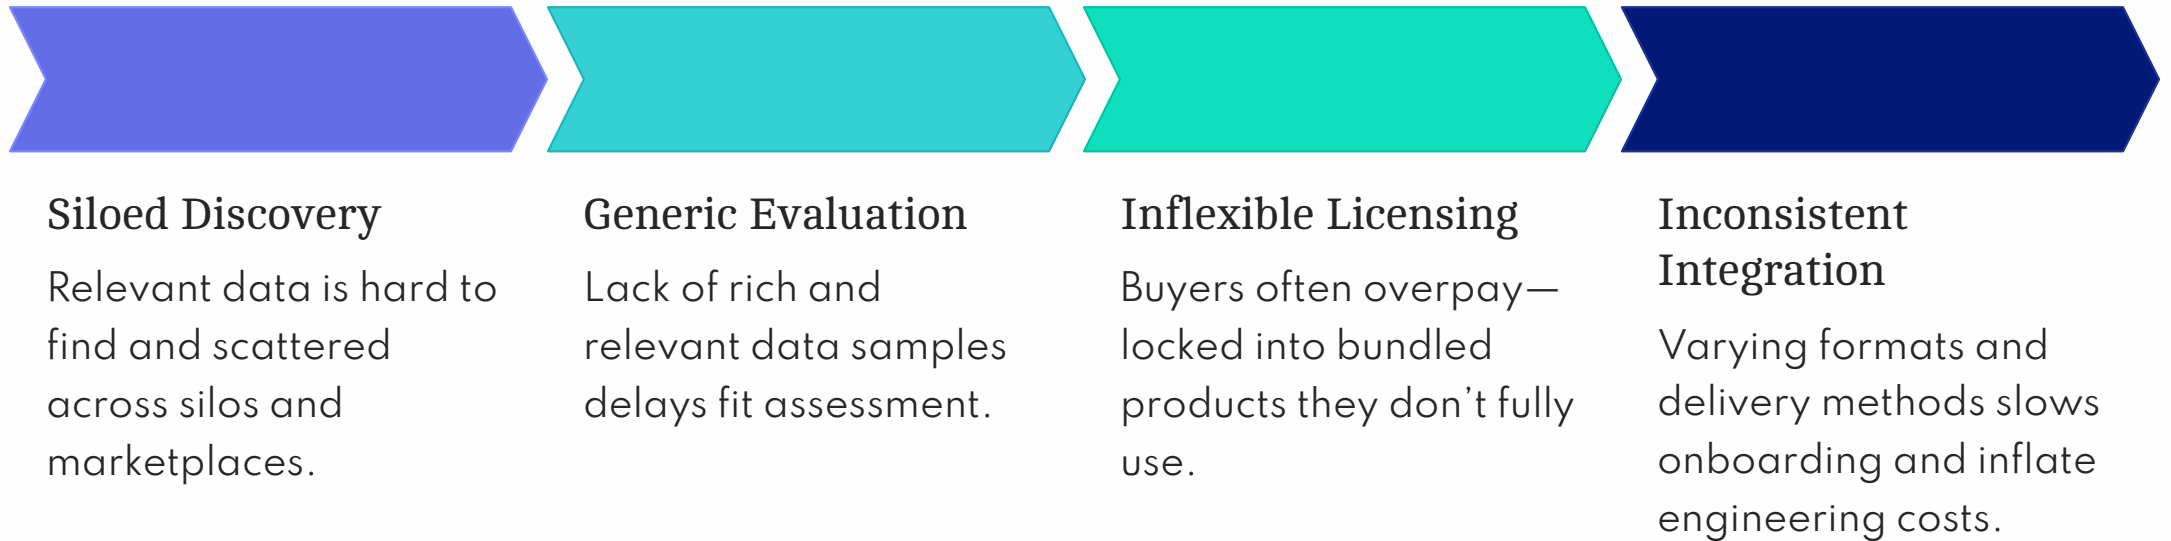 Siloed Discovery
Relevant data is hard to
find and scattered
across silos and
marketplaces.
Generic Evaluation
Lack of rich and
relevant data samples
delays fit assessment.
Inflexible Licensing
Buyers often overpay—
locked into bundled
products they don’t fully
use.
Inconsistent
Integration
Varying formats and
delivery methods slows
onboarding and inflate
engineering costs.